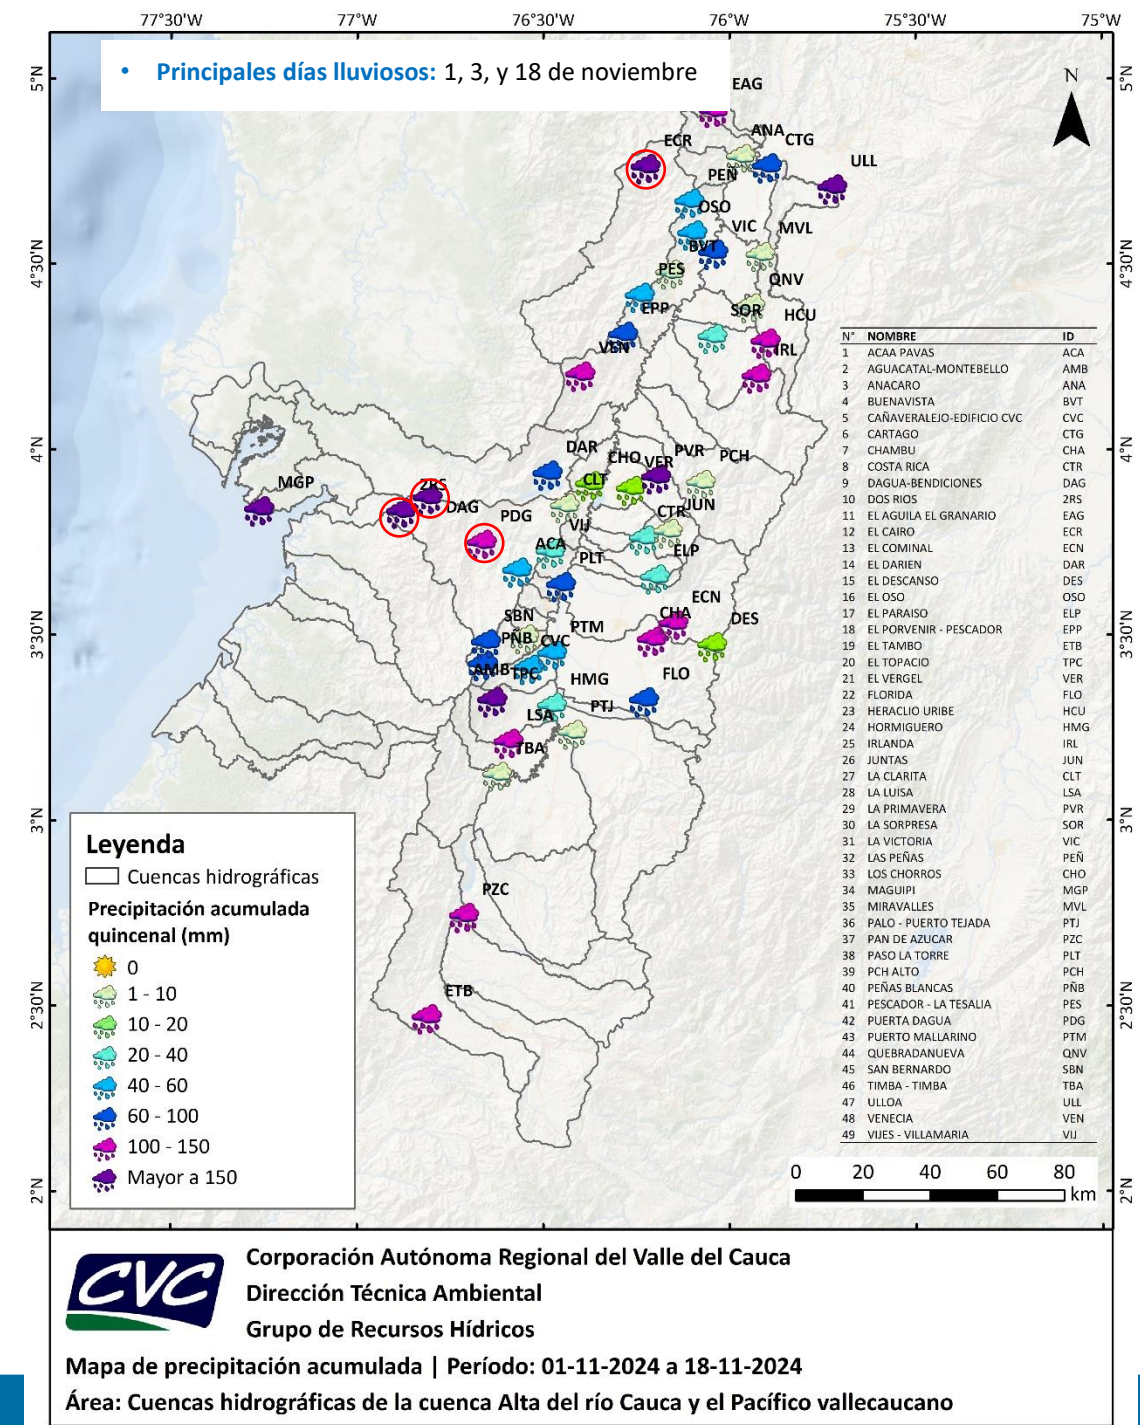 77°30'W 77°W 76°30'W 76°W 75°30'W 75°W
• Principales días lluviosos: 1, 3, y 18 de noviembre
N
5°N 5°N
4°30'N 4°30'N
4°N 4°N
3°30'N 3°30'N
3°N 3°N
2°30'N 2°30'N
2°N 2°N
EAG
ANA
CTG
ECR
ULL
PEÑ
OSO
VIC
MVL
BVT
PES
QNV
EPP
SOR
HCU
VEN
IRL
DAR
CHO
PVR
PCH
VER
CLT
MGP
2RS
DAG
PDG
CTR
JUN
VIJ
ACA
PLT
ELP
ECN
SBN
PTM
CHA
DES
PÑB
CVC
AMB
TPC
HMG
FLO
LSA
PTJ
TBA
PZC
ETB
N° NOMBRE ID
1 ACAA PAVAS ACA
2 AGUACATAL-MONTEBELLO AMB
3 ANACARO ANA
4 BUENAVISTA BVT
5 CAÑAVERALEJO-EDIFICIO CVC CVC
6 CARTAGO CTG
7 CHAMBU CHA
8 COSTA RICA CTR
9 DAGUA-BENDICIONES DAG
10 DOS RIOS 2RS
11 EL AGUILA EL GRANARIO EAG
12 EL CAIRO ECR
13 EL COMINAL ECN
14 EL DARIEN DAR
15 EL DESCANSO DES
16 EL OSO OSO
17 EL PARAISO ELP
18 EL PORVENIR - PESCADOR EPP
19 EL TAMBO ETB
20 EL TOPACIO TPC
21 EL VERGEL VER
22 FLORIDA FLO
23 HERACLIO URIBE HCU
24 HORMIGUERO HMG
25 IRLANDA IRL
26 JUNTAS JUN
27 LA CLARITA CLT
28 LA LUISA LSA
29 LA PRIMAVERA PVR
30 LA SORPRESA SOR
31 LA VICTORIA VIC
32 LAS PEÑAS PEÑ
33 LOS CHORROS CHO
34 MAGUIPI MGP
35 MIRAVALLES MVL
36 PALO - PUERTO TEJADA PTJ
37 PAN DE AZUCAR PZC
38 PASO LA TORRE PLT
39 PCH ALTO PCH
40 PEÑAS BLANCAS PÑB
41 PESCADOR - LA TESALIA PES
42 PUERTA DAGUA PDG
43 PUERTO MALLARINO PTM
44 QUEBRADANUEVA QNV
45 SAN BERNARDO SBN
46 TIMBA - TIMBA TBA
47 ULLOA ULL
48 VENECIA VEN
49 VIJES - VILLAMARIA VIJ
Leyenda
Cuencas hidrográficas
Precipitación acumulada
quincenal (mm)
0
1 - 10
10 - 20
20 - 40
40 - 60
60 - 100
100 - 150
Mayor a 150
0 20 40 60 80
km
CVC
Corporación Autónoma Regional del Valle del Cauca
Dirección Técnica Ambiental
Grupo de Recursos Hídricos
Mapa de precipitación acumulada | Período: 01-11-2024 a 18-11-2024
Área: Cuencas hidrográficas de la cuenca Alta del río Cauca y el Pacífico vallecaucano